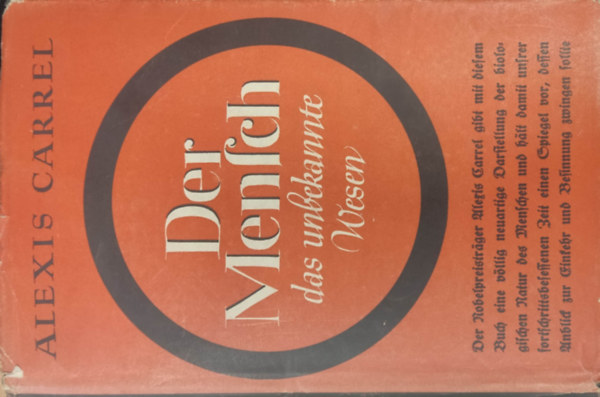 ALEXIS CARREL
Der
Menſch
das unbekannte
Wesen
Der Nobelpreisträger Alexis Carrel gibt mit dieſem
Buch eine völlig neuartige Darſtellung der biolo-
giſchen Natur des Menſchen und hält damit unſrer
fortſchrittsbeſeſſenen Zeit einen Spiegel vor, deſſen
Anblick zur Einkehr und Beſinnung zwingen ſollte